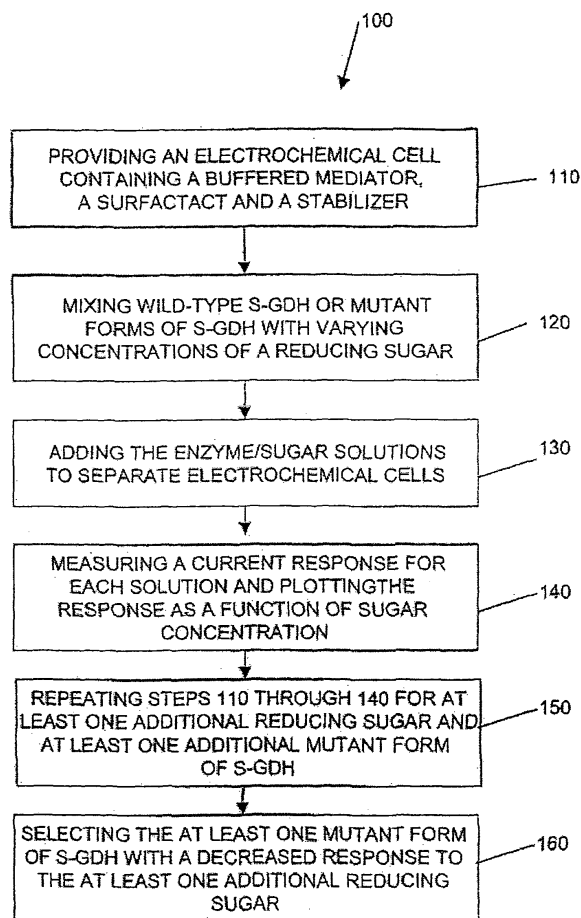 100
PROVIDING AN ELECTROCHEMICAL CELL
CONTAINING A BUFFERED MEDIATOR,
A SURFACTACT AND A STABILIZER
110
MIXING WILD-TYPE S-GDH OR MUTANT
FORMS OF S-GDH WITH VARYING
CONCENTRATIONS OF A REDUCING SUGAR
120
ADDING THE ENZYME/SUGAR SOLUTIONS
TO SEPARATE ELECTROCHEMICAL CELLS
130
MEASURING A CURRENT RESPONSE FOR
EACH SOLUTION AND PLOTTINGTHE
RESPONSE AS A FUNCTION OF SUGAR
CONCENTRATION
140
REPEATING STEPS 110 THROUGH 140 FOR AT
LEAST ONE ADDITIONAL REDUCING SUGAR AND
AT LEAST ONE ADDITIONAL MUTANT FORM
OF S-GDH
150
SELECTING THE AT LEAST ONE MUTANT FORM
OF S-GDH WITH A DECREASED RESPONSE TO
THE AT LEAST ONE ADDITIONAL REDUCING
SUGAR
160